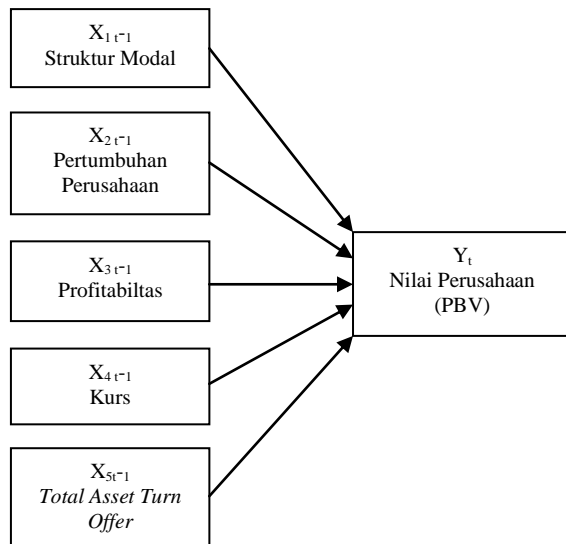 X1 t-1
Struktur Modal
X2 t-1
Pertumbuhan
Perusahaan
X3 t-1
Profitabiltas
X4 t-1
Kurs
X5t-1
Total Asset Turn
Offer
Yt
Nilai Perusahaan
(PBV)